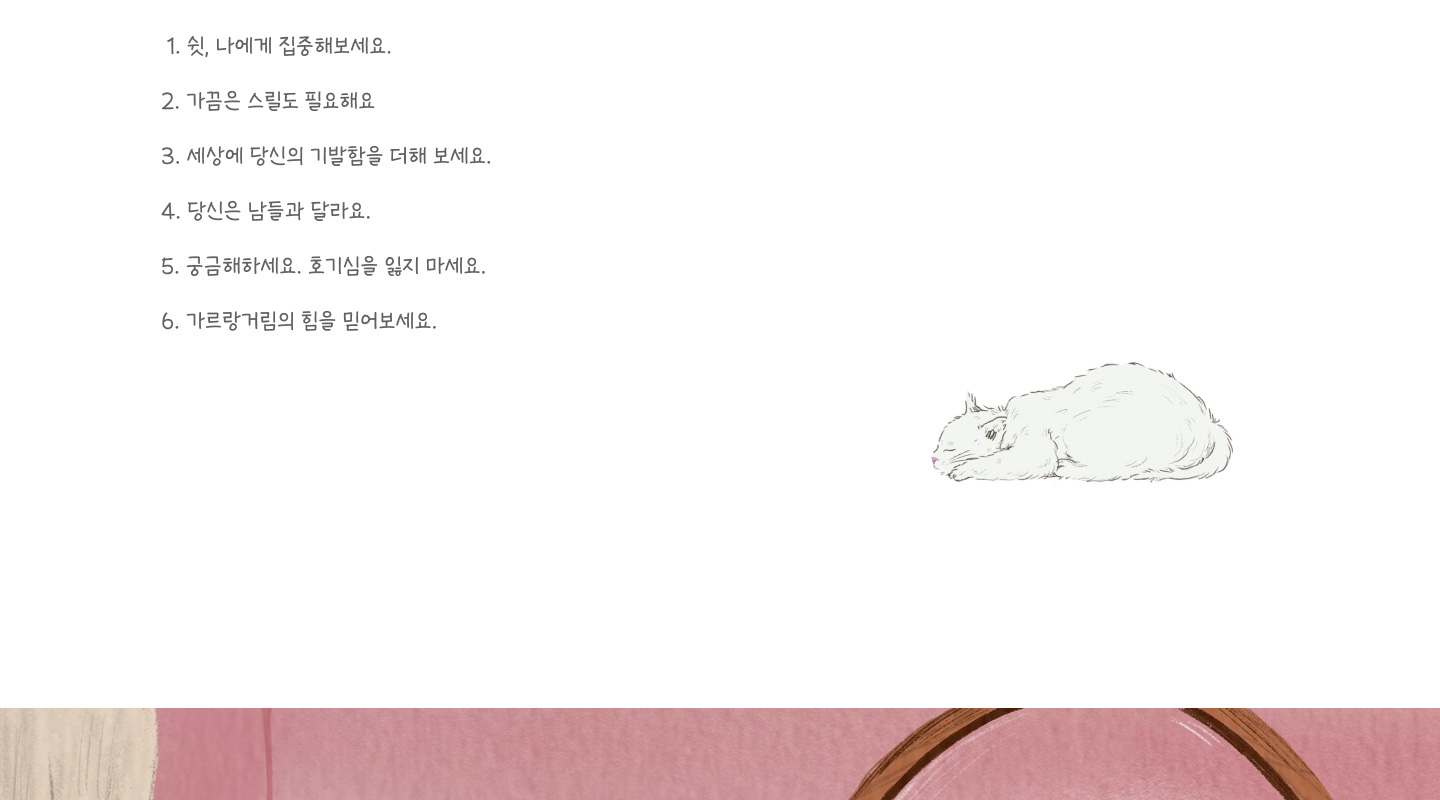 1. 쉿, 나에게 집중해보세요.
2. 가끔은 스릴도 필요해요
3. 세상에 당신의 기발함을 더해 보세요.
4. 당신은 남들과 달라요.
5. 궁금해하세요. 호기심을 잃지 마세요.
6. 가르랑거림의 힘을 믿어보세요.